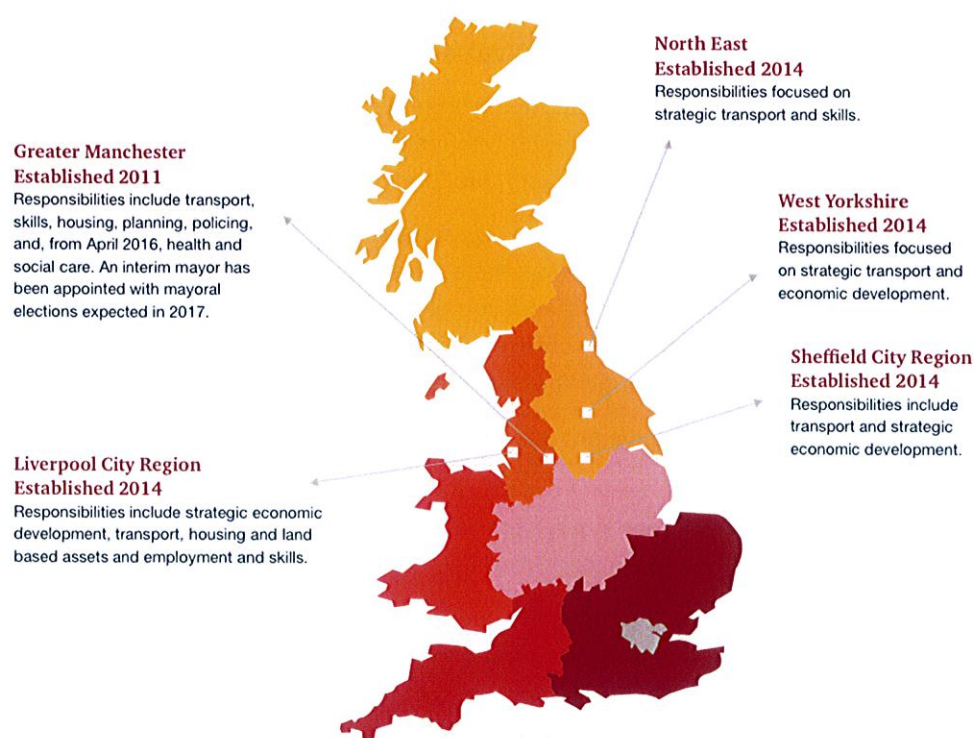 North East
Established 2014
Responsibilities focused on
strategic transport and skills.
Greater Manchester
Established 2011
Responsibilities include transport,
skills, housing, planning, policing,
and, from April 2016, health and
social care. An interim mayor has
been appointed with mayoral
elections expected in 2017.
West Yorkshire
Established 2014
Responsibilities focused
on strategic transport and
economic development.
Sheffield City Region
Established 2014
Responsibilities include
transport and strategic
economic development.
Liverpool City Region
Established 2014
Responsibilities include strategic economic
development, transport, housing and land
based assets and employment and skills.